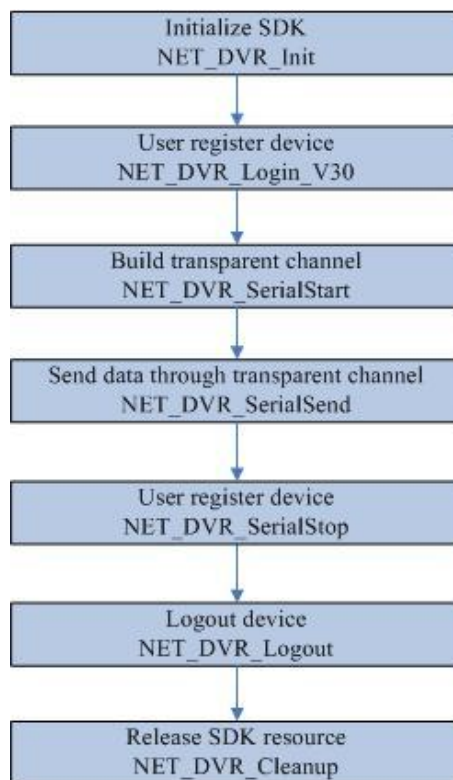 Initialize SDK
NET_DVR_Init
User register device
NET_DVR_Login_V30
Build transparent channel
NET_DVR_SerialStart
Send data through transparent channel
NET_DVR_SerialSend
User register device
NET_DVR_SerialStop
Logout device
NET_DVR_Logout
Release SDK resource
NET_DVR_Cleanup